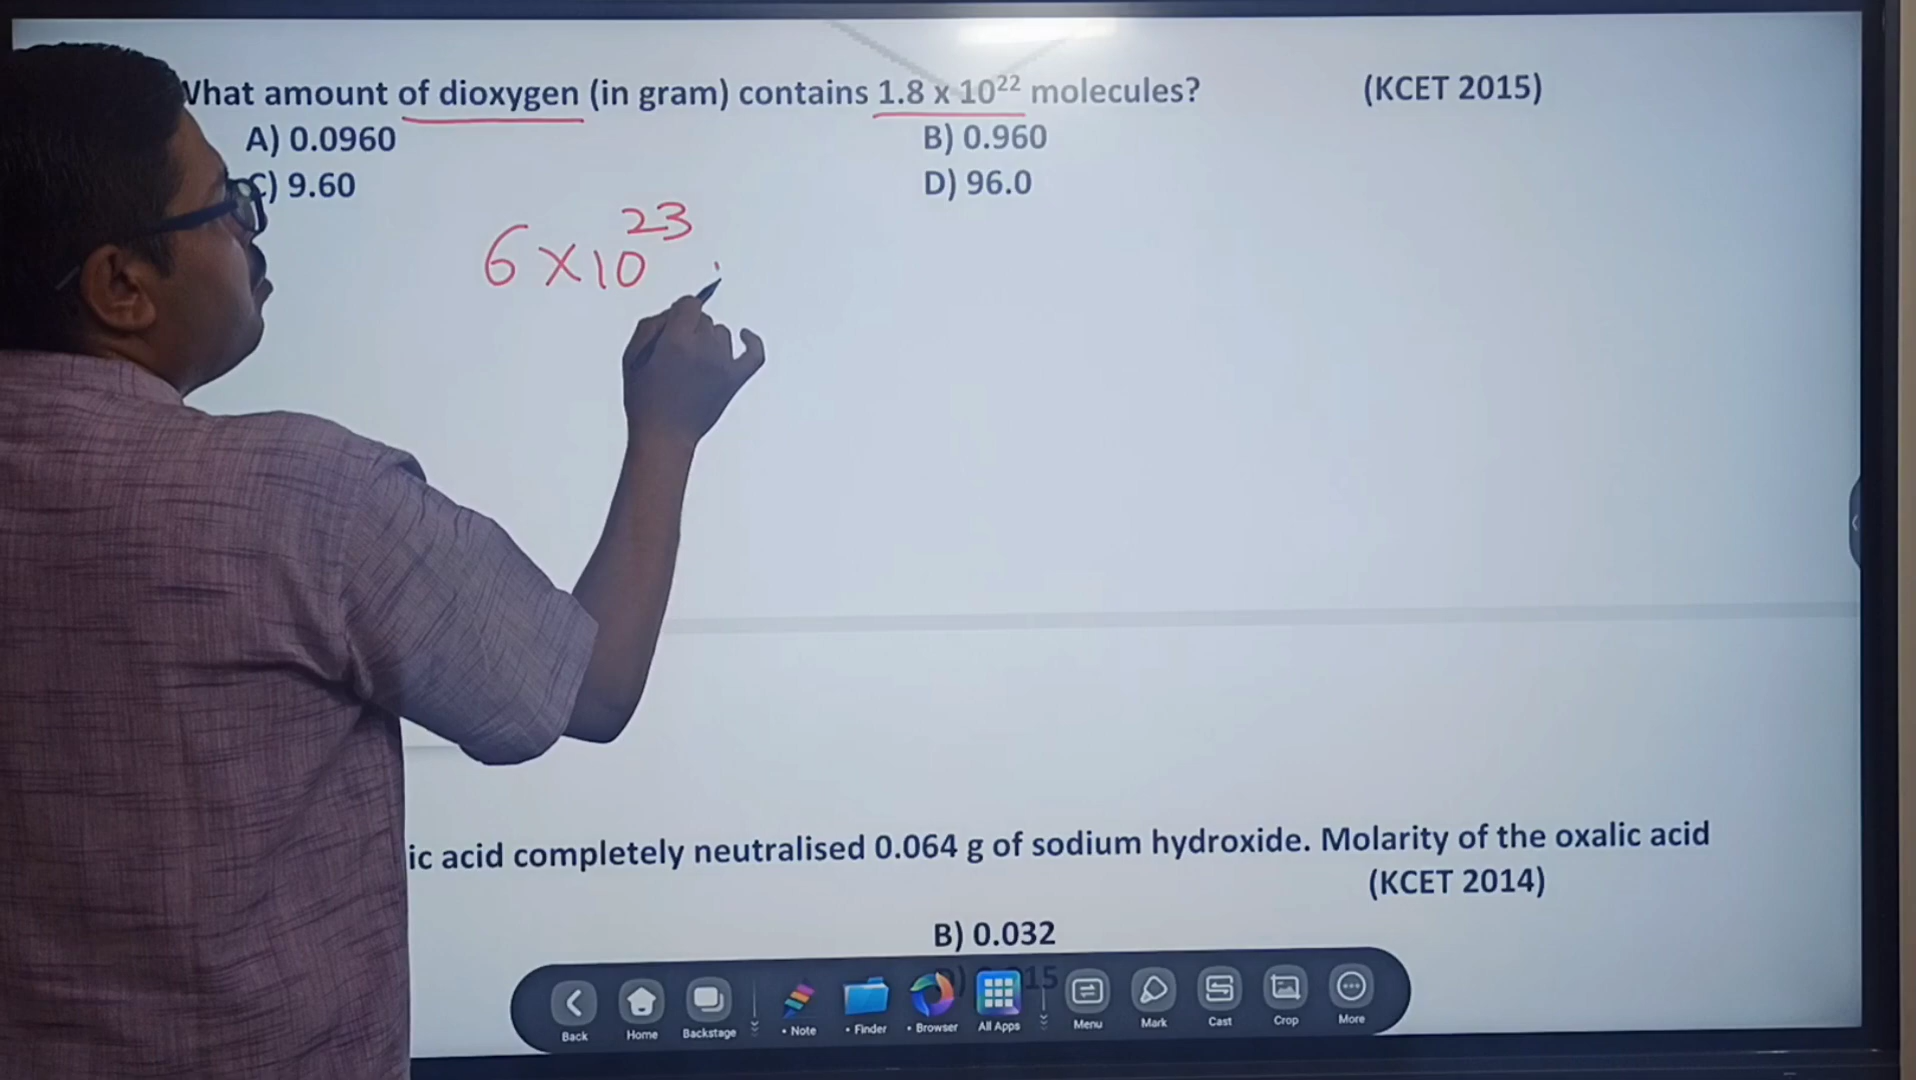 What amount of dioxygen (in gram) contains 1.8 x 10²² molecules? (KCET 2015)
A) 0.0960 B) 0.960
C) 9.60 D) 96.0
6 × 10²³
ic acid completely neutralised 0.064 g of sodium hydroxide. Molarity of the oxalic acid
(KCET 2014)
B) 0.032
Back Home Backstage • Note • Finder • Browser All Apps Menu Mark Cast Crop More